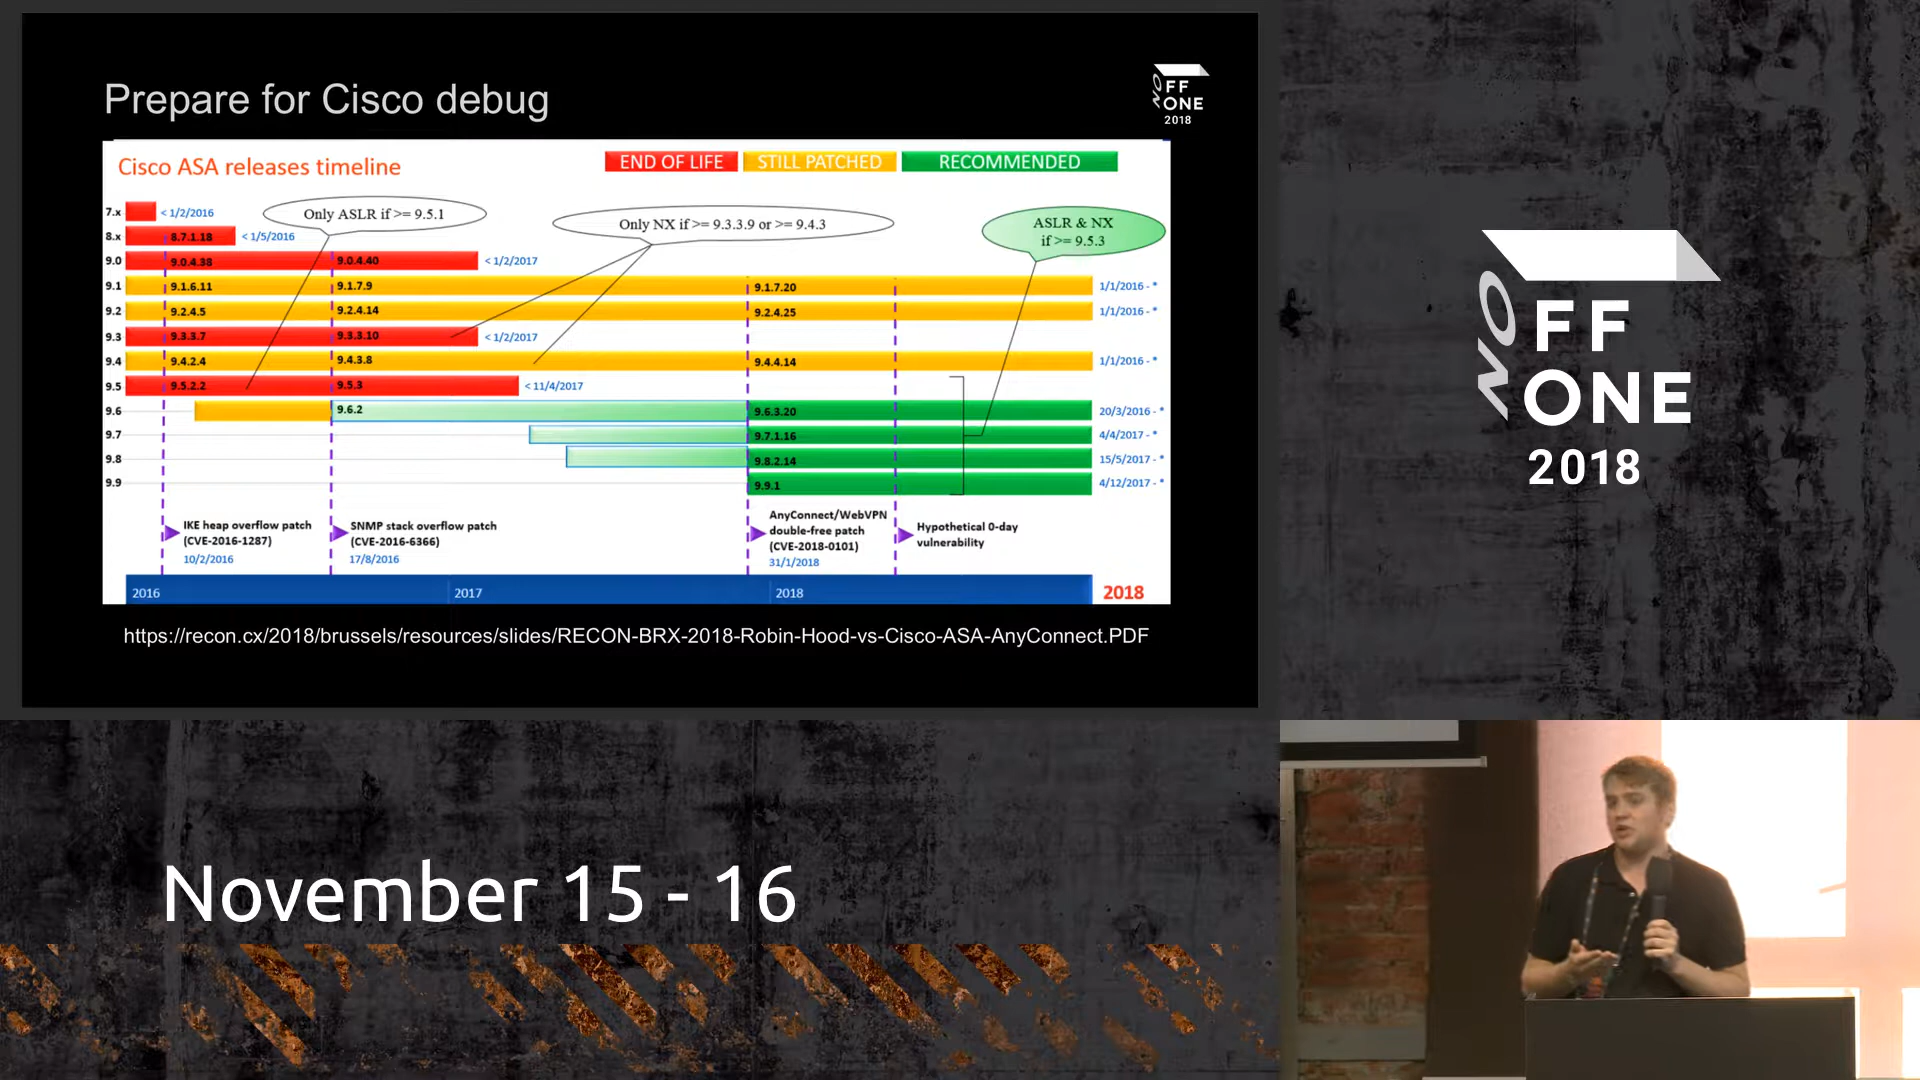 Prepare for Cisco debug
NO
FF
ONE
2018
Cisco ASA releases timeline
END OF LIFE
STILL PATCHED
RECOMMENDED
Only ASLR if >= 9.5.1
Only NX if >= 9.3.3.9 or >= 9.4.3
ASLR & NX
if >= 9.5.3
7.x < 1/2/2016
8.x 8.7.1.18 < 1/5/2016
9.0 9.0.4.38 9.0.4.40 < 1/2/2017
9.1 9.1.6.11 9.1.7.9 9.1.7.20 1/1/2016 - *
9.2 9.2.4.5 9.2.4.14 9.2.4.25 1/1/2016 - *
9.3 9.3.3.7 9.3.3.10 < 1/2/2017
9.4 9.4.2.4 9.4.3.8 9.4.4.14 1/1/2016 - *
9.5 9.5.2.2 9.5.3 < 11/4/2017
9.6 9.6.2 9.6.3.20 20/3/2016 - *
9.7 9.7.1.16 4/4/2017 - *
9.8 9.8.2.14 15/5/2017 - *
9.9 9.9.1 4/12/2017 - *
IKE heap overflow patch
(CVE-2016-1287)
10/2/2016
SNMP stack overflow patch
(CVE-2016-6366)
17/8/2016
AnyConnect/WebVPN
double-free patch
(CVE-2018-0101)
31/1/2018
Hypothetical 0-day
vulnerability
2016 2017 2018 2018
https://recon.cx/2018/brussels/resources/slides/RECON-BRX-2018-Robin-Hood-vs-Cisco-ASA-AnyConnect.PDF
NO
FF
ONE
2018
November 15 - 16